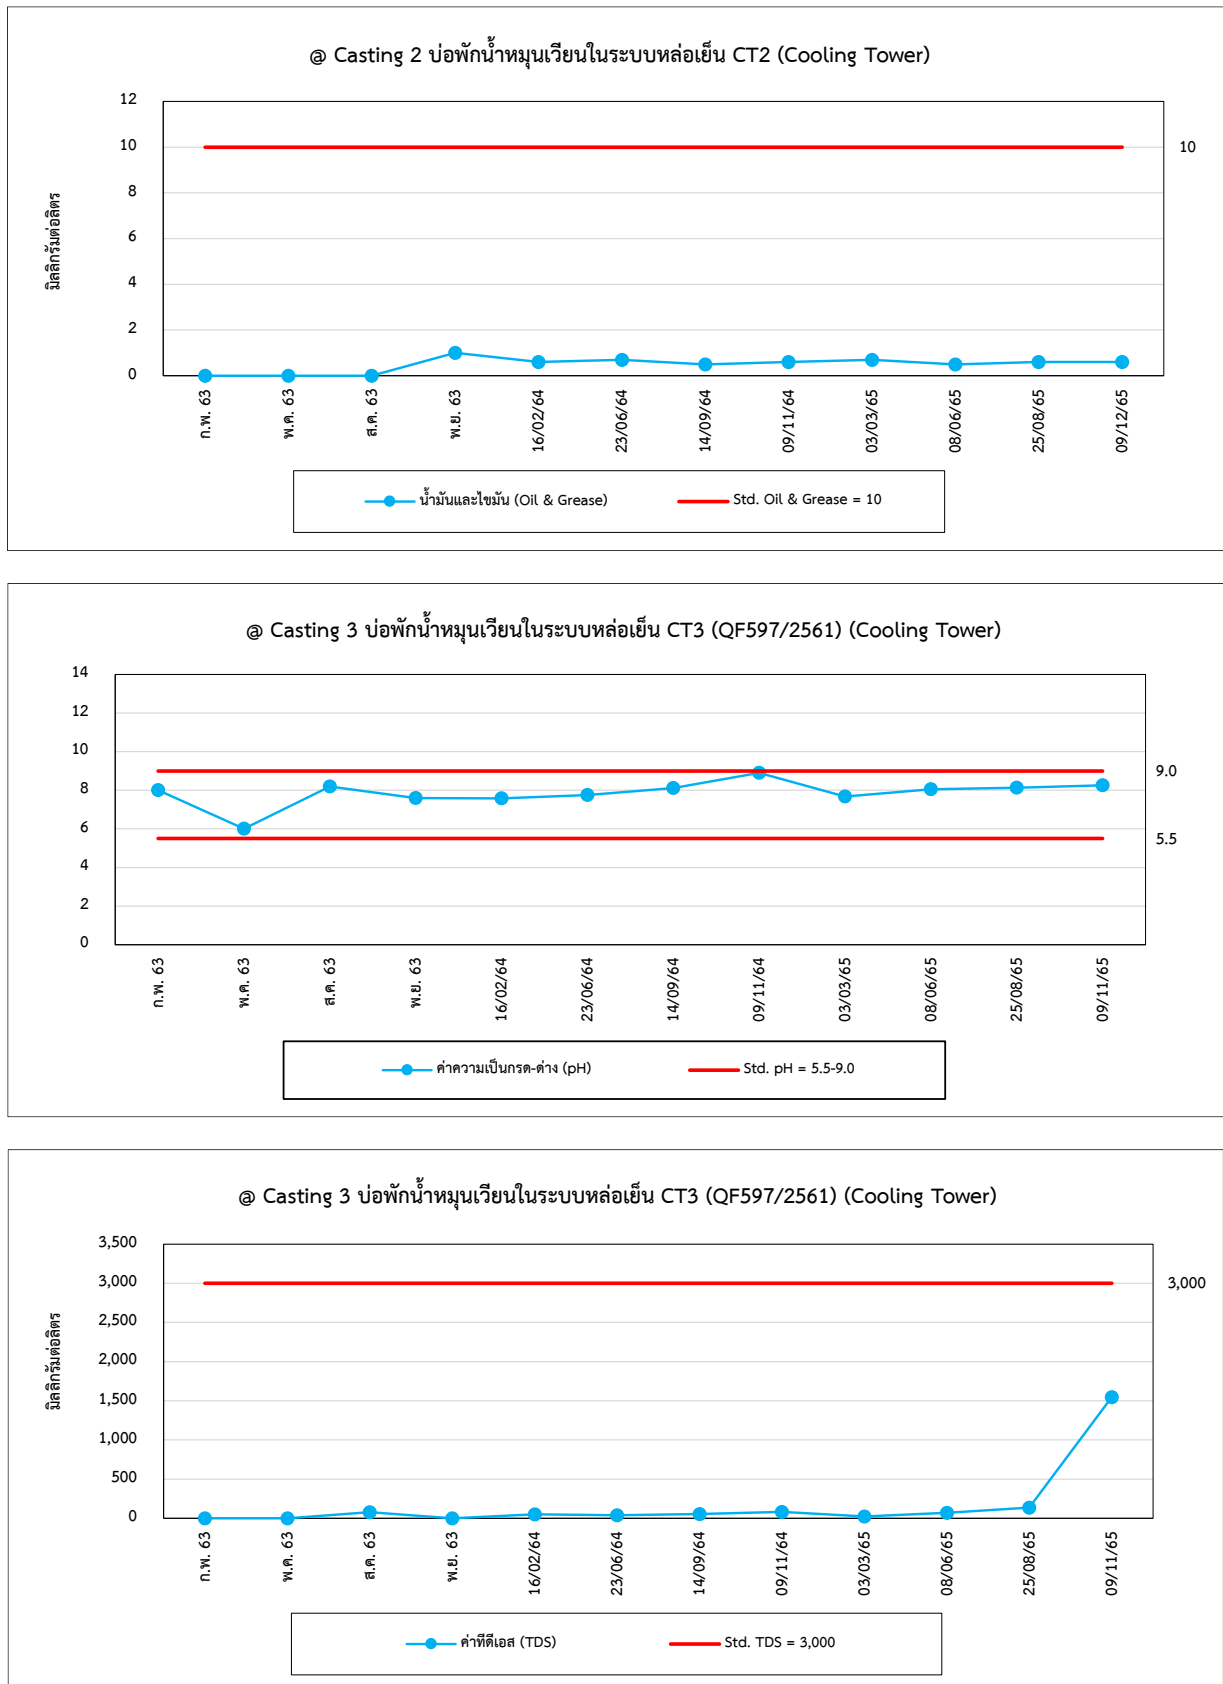 @ Casting 2 บ่อพักน้ำหมุนเวียนในระบบหล่อเย็น CT2 (Cooling Tower)
12
10
8
6
4
2
0
10
มิลลิกรัมต่อลิตร
ก.พ. 63
พ.ค. 63
ส.ค. 63
พ.ย. 63
16/02/64
23/06/64
14/09/64
09/11/64
03/03/65
08/06/65
25/08/65
09/12/65
น้ำมันและไขมัน (Oil & Grease)
Std. Oil & Grease = 10
@ Casting 3 บ่อพักน้ำหมุนเวียนในระบบหล่อเย็น CT3 (QF597/2561) (Cooling Tower)
14
12
10
8
6
4
2
0
9.0
5.5
ก.พ. 63
พ.ค. 63
ส.ค. 63
พ.ย. 63
16/02/64
23/06/64
14/09/64
09/11/64
03/03/65
08/06/65
25/08/65
09/11/65
ค่าความเป็นกรด-ด่าง (pH)
Std. pH = 5.5-9.0
@ Casting 3 บ่อพักน้ำหมุนเวียนในระบบหล่อเย็น CT3 (QF597/2561) (Cooling Tower)
3,500
3,000
2,500
2,000
1,500
1,000
500
0
3,000
มิลลิกรัมต่อลิตร
ก.พ. 63
พ.ค. 63
ส.ค. 63
พ.ย. 63
16/02/64
23/06/64
14/09/64
09/11/64
03/03/65
08/06/65
25/08/65
09/11/65
ค่าทีดีเอส (TDS)
Std. TDS = 3,000